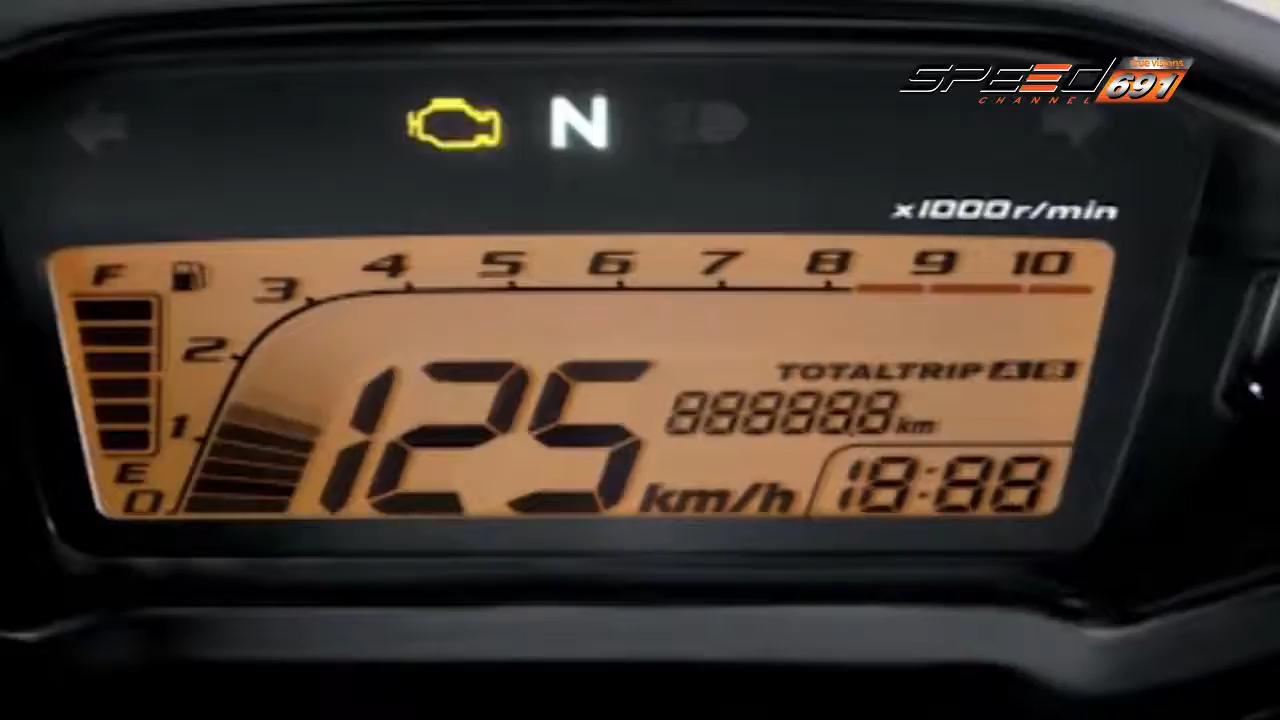 true visions
SPEED 691
CHANNEL
N
x1000r/min
F
3 4 5 6 7 8 9 10
2
1
E
0
125 km/h
TOTALTRIP A B
888888.8 km
18:88